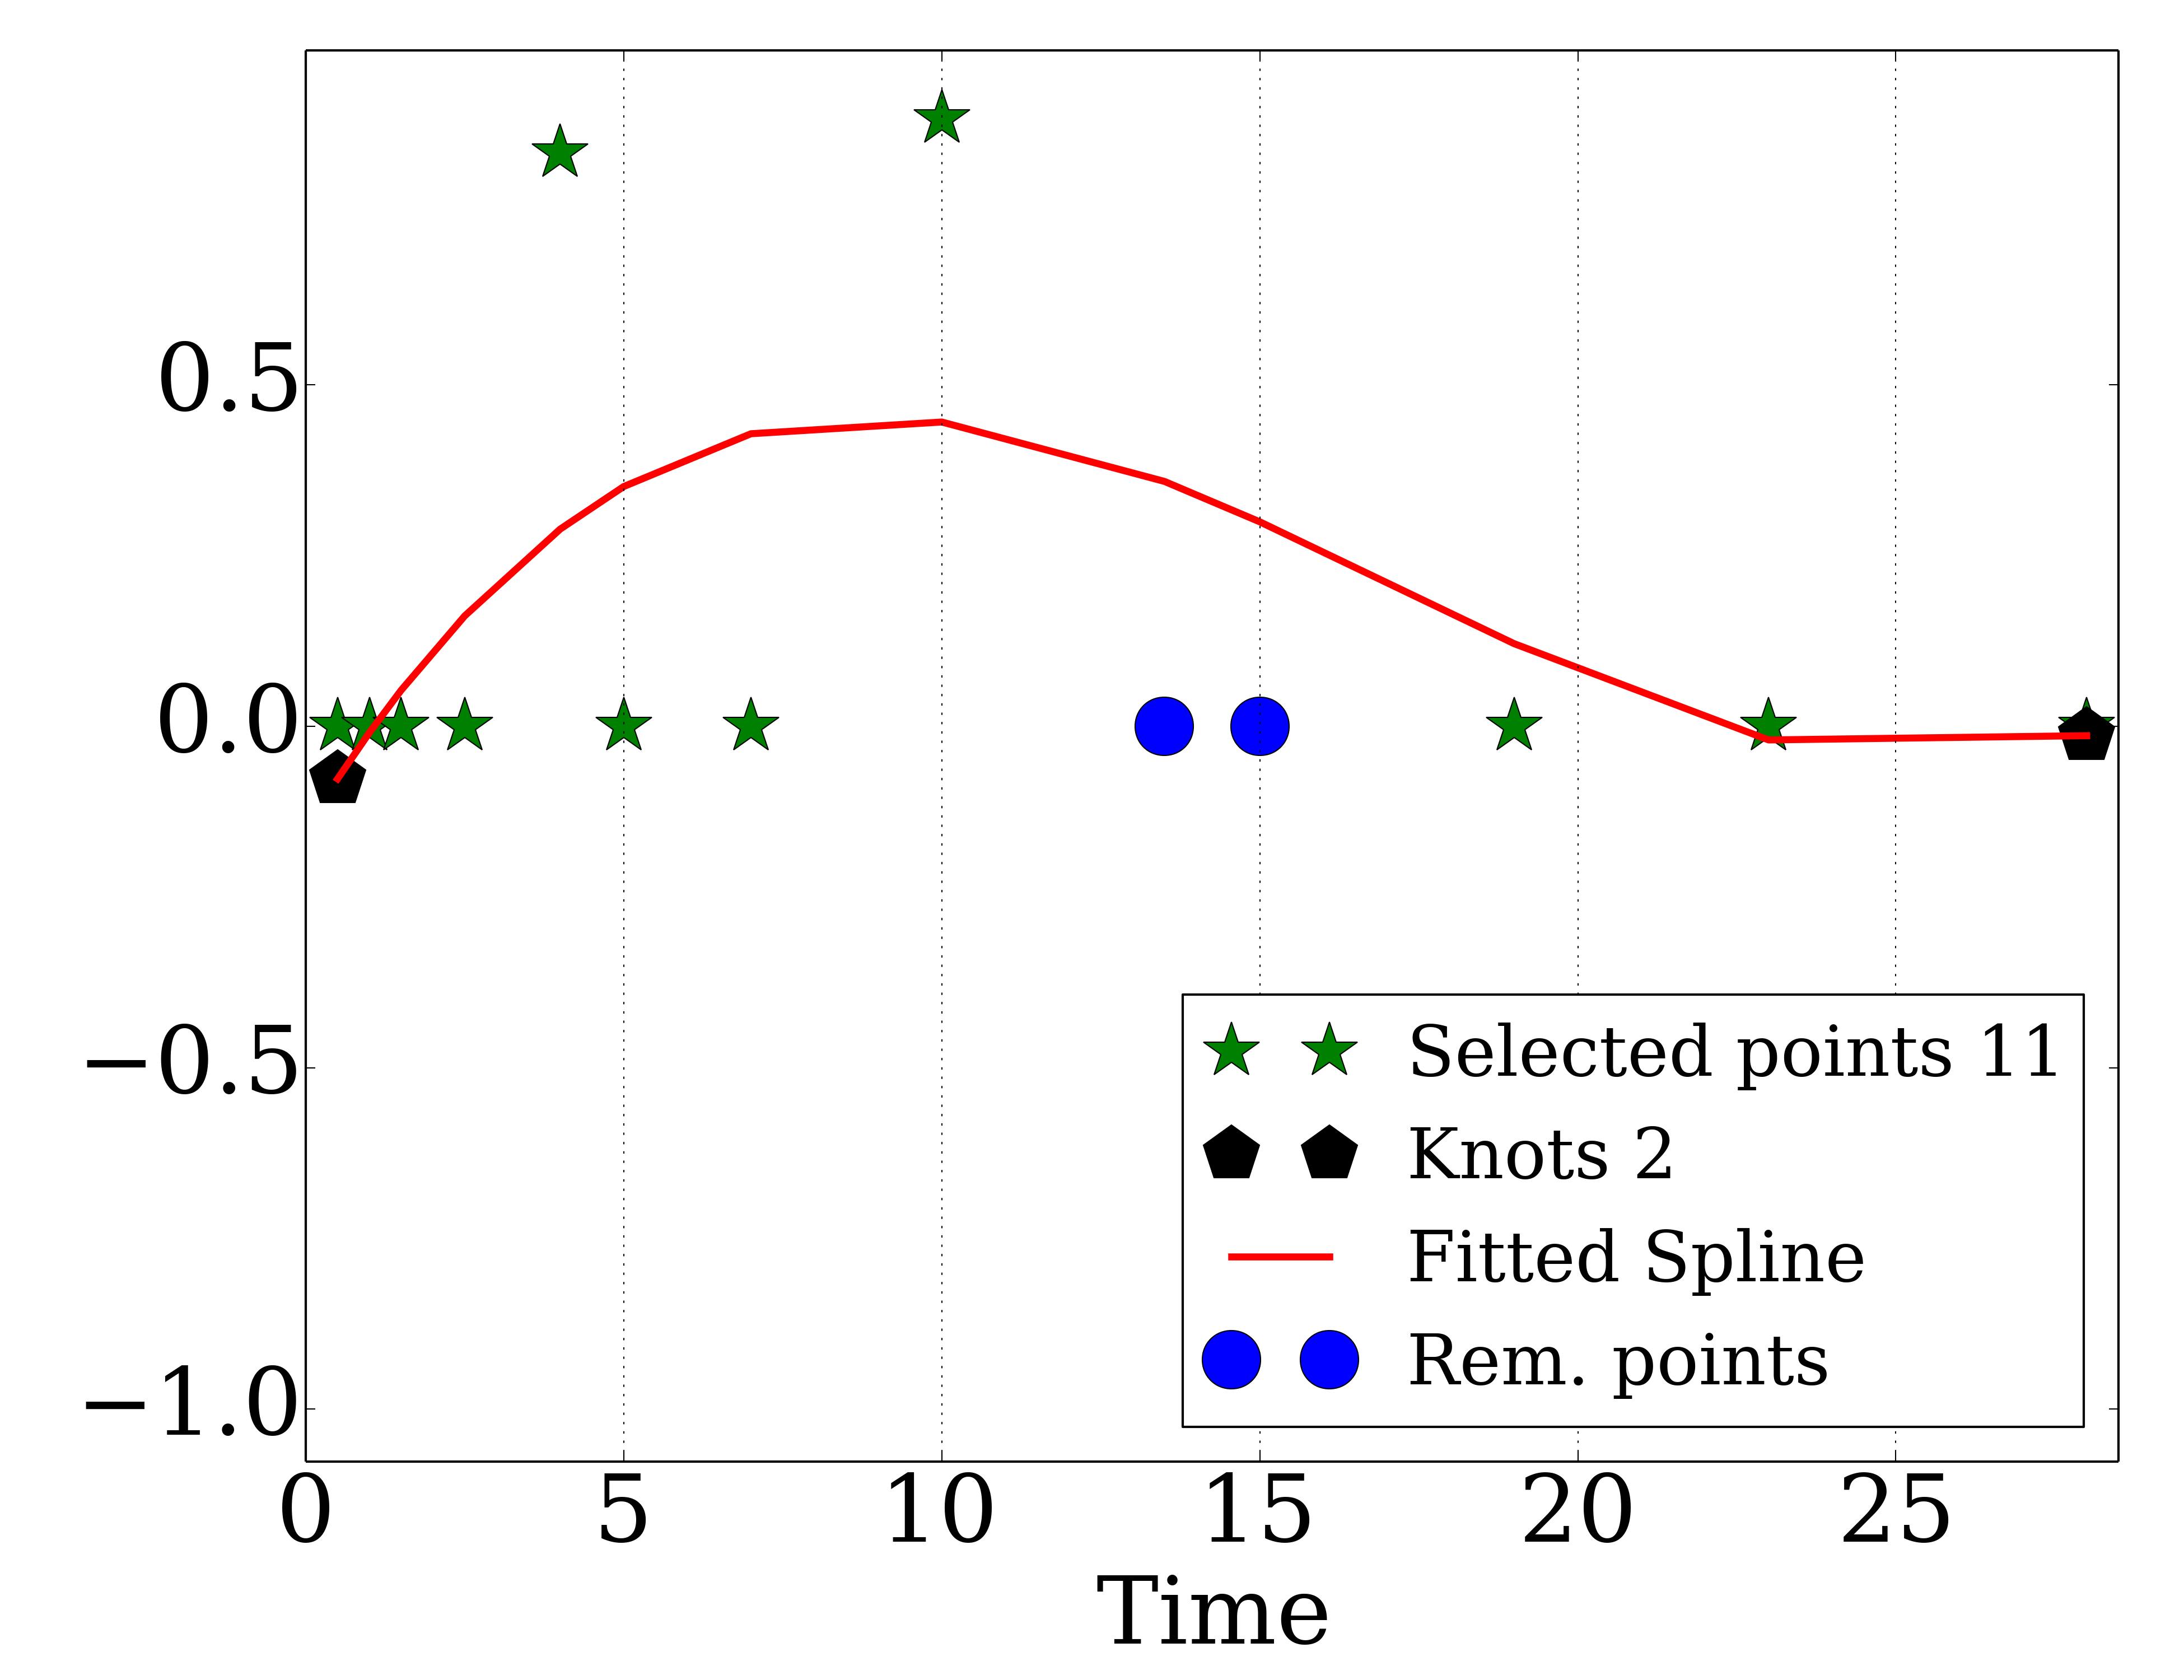 0.5
0.0
−0.5
−1.0
Selected points 11
Knots 2
Fitted Spline
Rem. points
0 5 10 15 20 25
Time